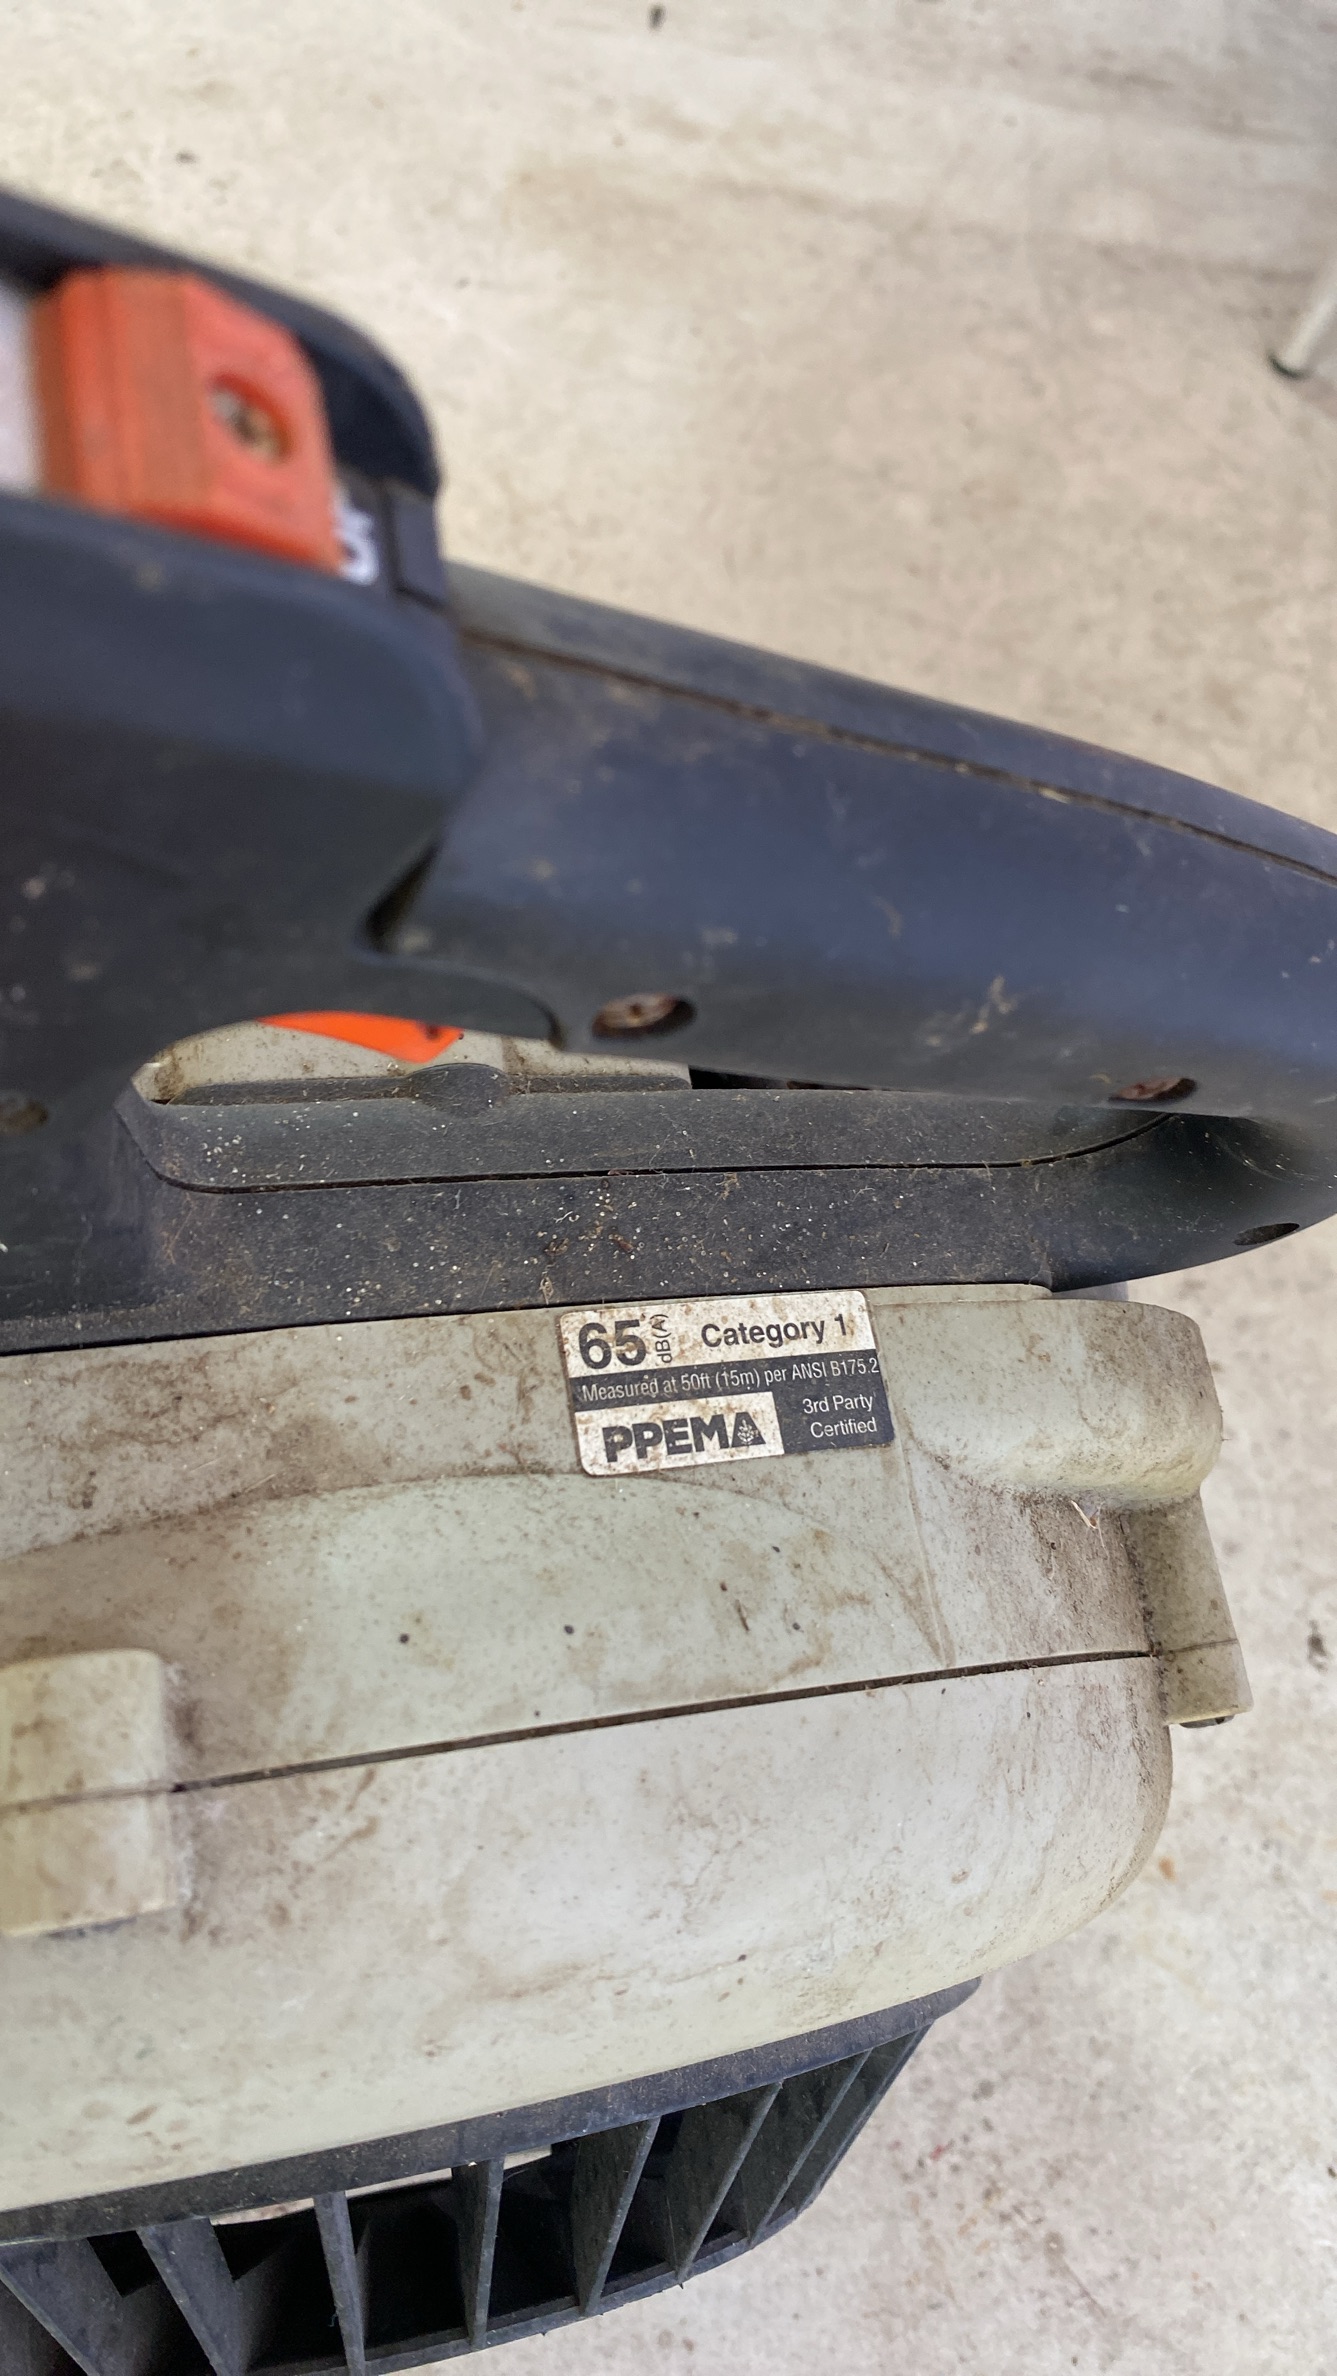 65 dB(A) Category 1
Measured at 50ft (15m) per ANSI B175.2
PPEMA 3rd Party
Certified